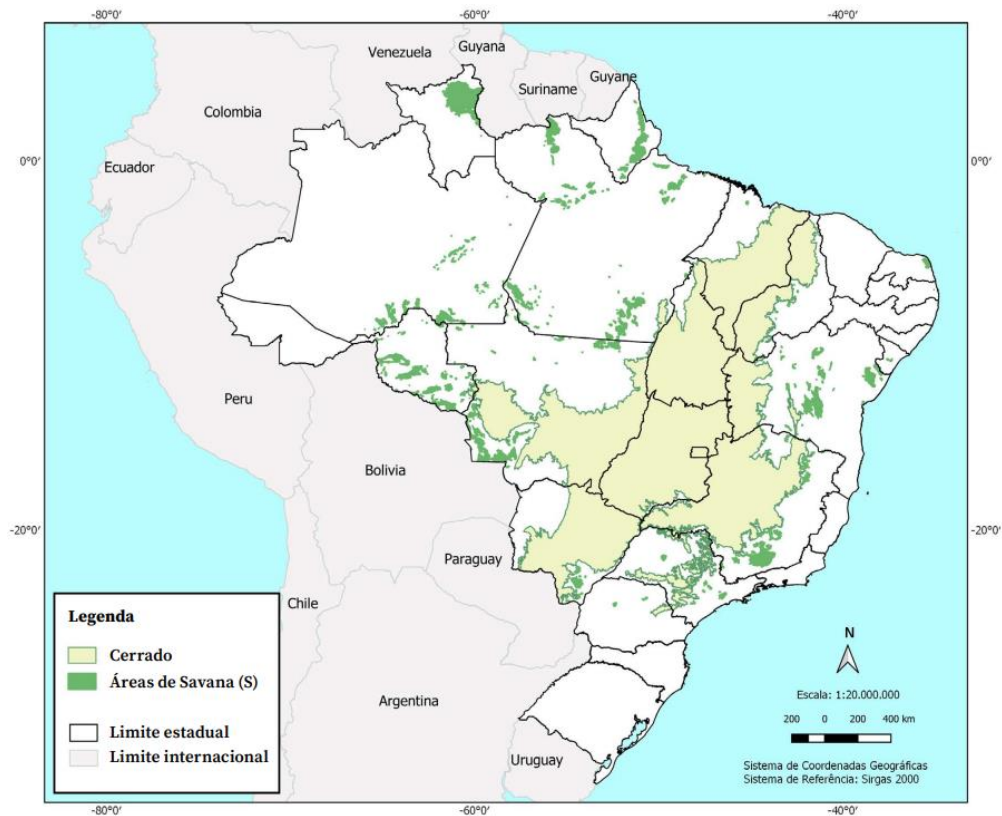 -80°0' -60°0' -40°0'
Venezuela
Guyana
Suriname
Guyane
Colombia
0°0' 0°0'
Ecuador
Peru
Bolivia
-20°0' -20°0'
Paraguay
Chile
Argentina
Uruguay
Legenda
Cerrado
Áreas de Savana (S)
Limite estadual
Limite internacional
N
Escala: 1:20.000.000
200 0 200 400 km
Sistema de Coordenadas Geográficas
Sistema de Referência: Sirgas 2000
-80°0' -60°0' -40°0'